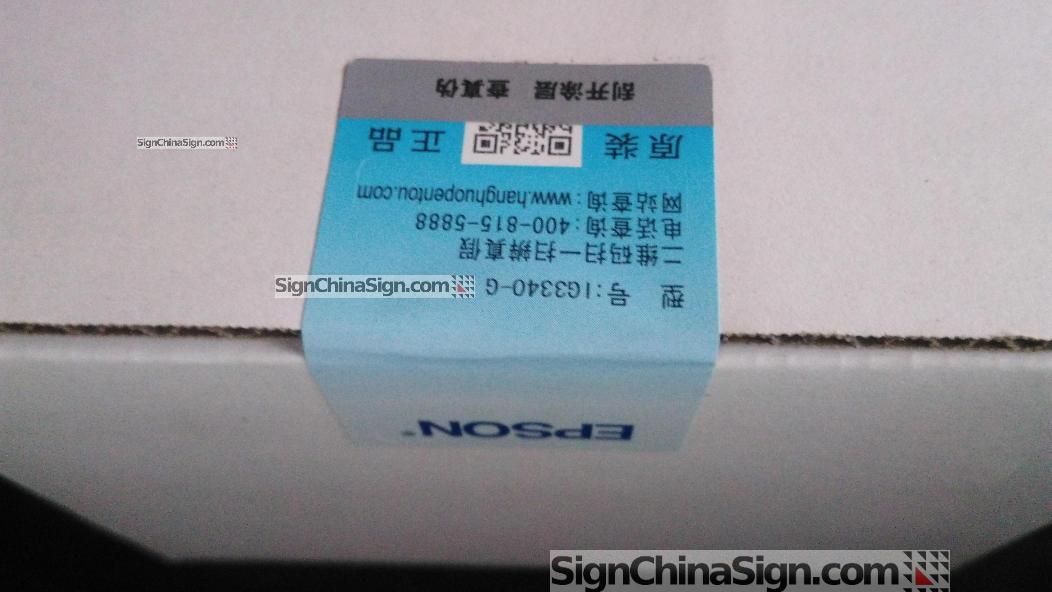 EPSON®
型 号:IG3340-G
二维码扫一扫辨真假
电话查询:400-815-5888
网站查询:www.hanghuopentou.com
原装 正品
刮开涂层 查真伪
SignChinaSign.com
SignChinaSign.com
SignChinaSign.com